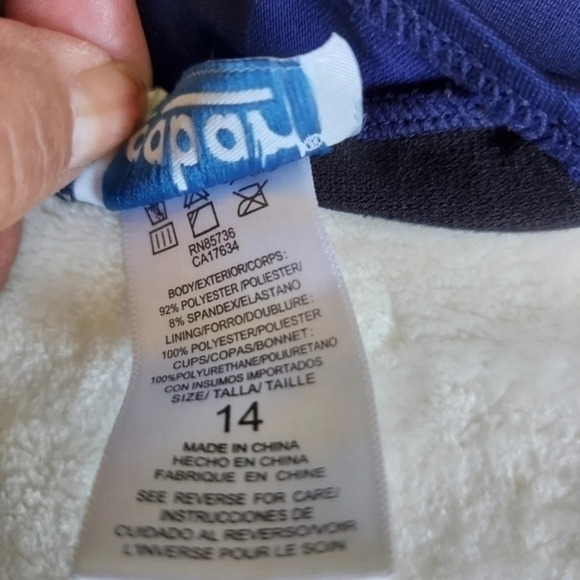 RN85736
CA17634
BODY/EXTERIOR/CORPS:
92% POLYESTER/POLIESTER/
8% SPANDEX/ELASTANO
LINING/FORRO/DOUBLURE:
100% POLYESTER/POLIESTER
CUPS/COPAS/BONNET:
100%POLYURETHANE/POLIURETANO
CON INSUMOS IMPORTADOS
SIZE/ TALLA/ TAILLE
14
MADE IN CHINA
HECHO EN CHINA
FABRIQUE EN CHINE
SEE REVERSE FOR CARE/
INSTRUCCIONES DE
CUIDADO AL REVERSO/VOIR
L'INVERSE POUR LE SOIN